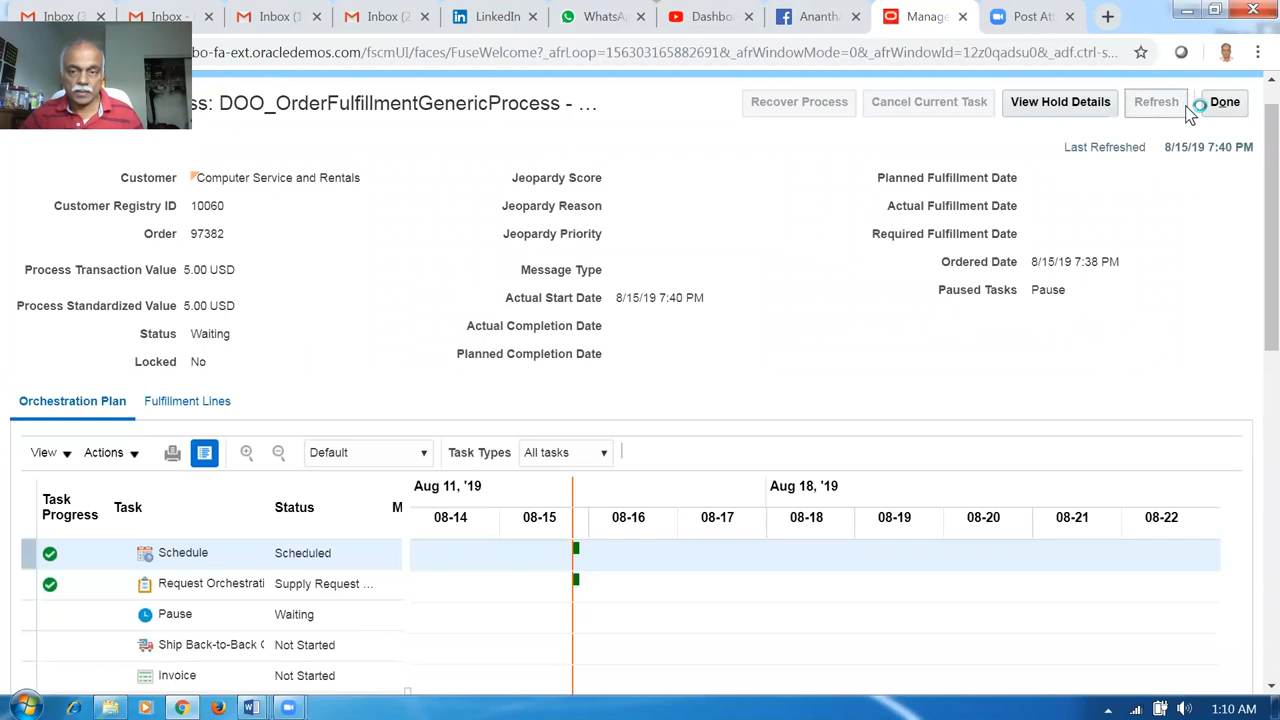 Inbox (3
Inbox (
Inbox (
Inbox (2
LinkedIn
WhatsA
Dashbo
Anantha
Manage
Post Att
bo-fa-ext.oracledemos.com/fscmUI/faces/FuseWelcome?_afrLoop=156303165882691&_afrWindowMode=0&_afrWindowId=12z0qadsu0&_adf.ctrl-s...
s: DOO_OrderFulfillmentGenericProcess - ...
Recover Process
Cancel Current Task
View Hold Details
Refresh
Done
Last Refreshed 8/15/19 7:40 PM
Customer Computer Service and Rentals
Customer Registry ID 10060
Order 97382
Process Transaction Value 5.00 USD
Process Standardized Value 5.00 USD
Status Waiting
Locked No
Jeopardy Score
Jeopardy Reason
Jeopardy Priority
Message Type
Actual Start Date 8/15/19 7:40 PM
Actual Completion Date
Planned Completion Date
Planned Fulfillment Date
Actual Fulfillment Date
Required Fulfillment Date
Ordered Date 8/15/19 7:38 PM
Paused Tasks Pause
Orchestration Plan
Fulfillment Lines
View
Actions
Default
Task Types All tasks
Task Progress
Task
Status
M
Aug 11, '19
Aug 18, '19
08-14 08-15 08-16 08-17 08-18 08-19 08-20 08-21 08-22
Schedule Scheduled
Request Orchestrati Supply Request ...
Pause Waiting
Ship Back-to-Back Not Started
Invoice Not Started
1:10 AM